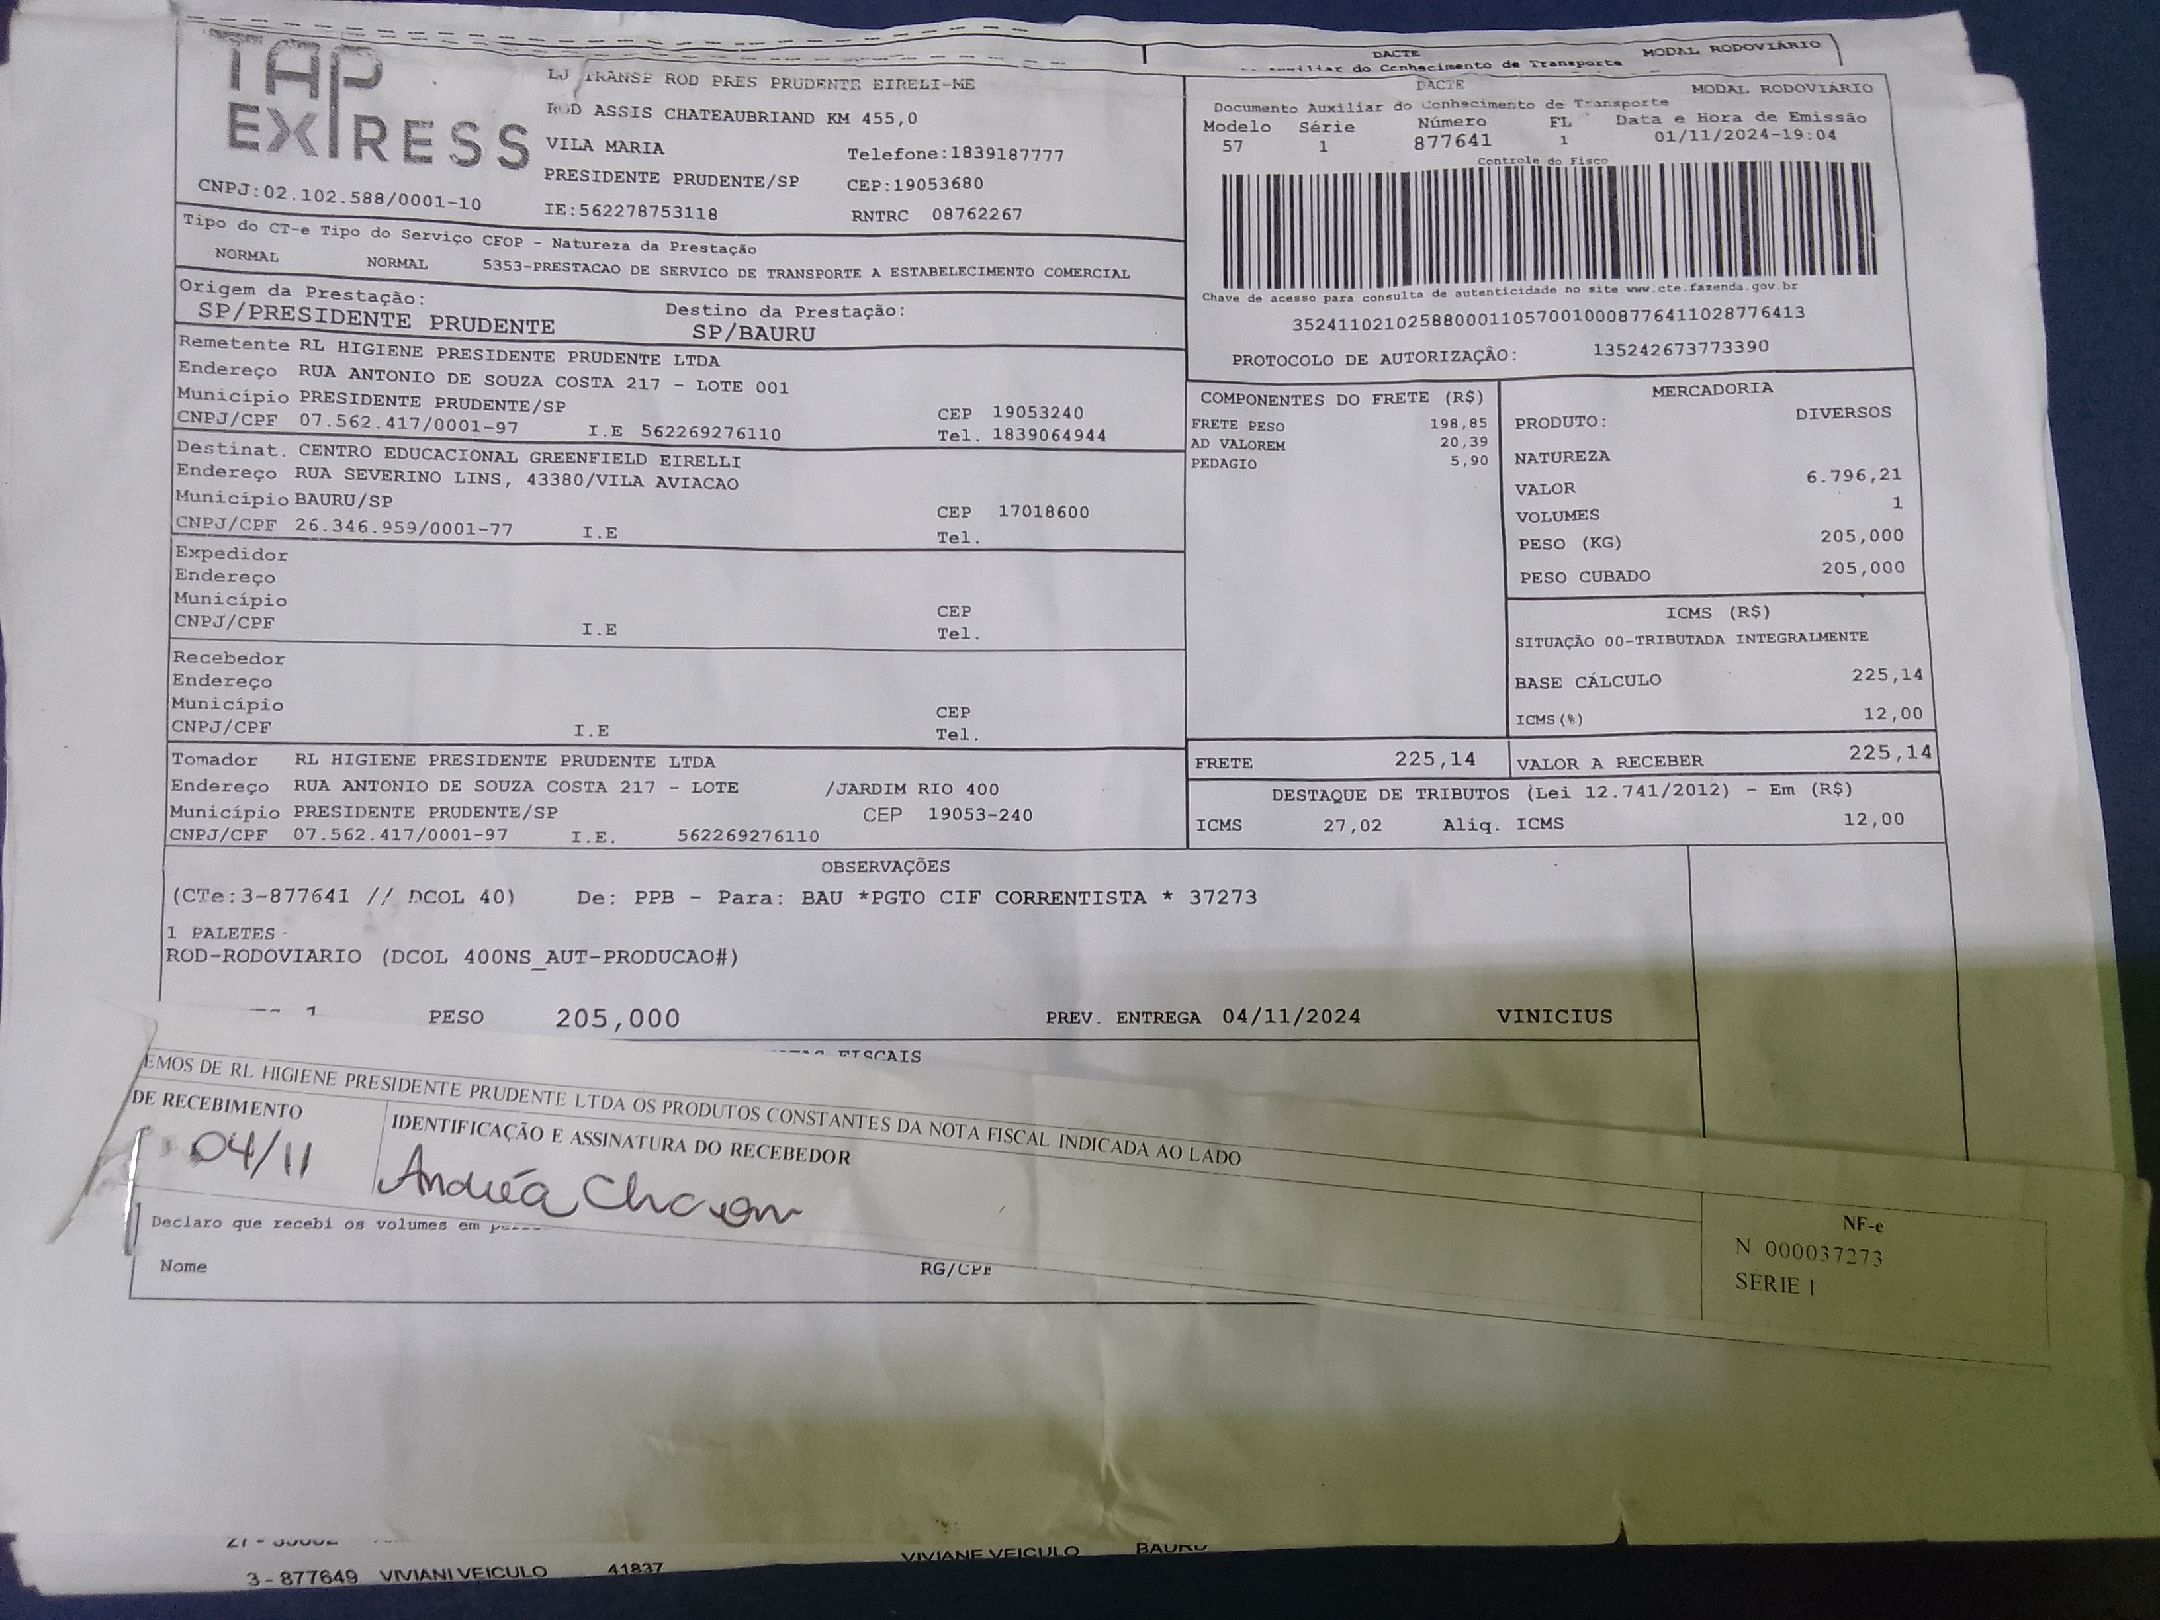 DACTE MODAL RODOVIÁRIO
do Conhecimento de Transporte
TAP EXPRESS
LJ TRANSP ROD PRES PRUDENTE EIRELI-ME
ROD ASSIS CHATEAUBRIAND KM 455,0
VILA MARIA Telefone:1839187777
PRESIDENTE PRUDENTE/SP CEP:19053680
CNPJ:02.102.588/0001-10 IE:562278753118 RNTRC 08762267
DACTE MODAL RODOVIÁRIO
Documento Auxiliar do Conhecimento de Transporte
Modelo Série Número FL Data e Hora de Emissão
57 1 877641 1 01/11/2024-19:04
Controle do Fisco
Chave de acesso para consulta de autenticidade no site www.cte.fazenda.gov.br
35241102102588000110570010008776411028776413
PROTOCOLO DE AUTORIZAÇÃO: 135242673773390
Tipo do CT-e Tipo do Serviço CFOP - Natureza da Prestação
NORMAL NORMAL 5353-PRESTACAO DE SERVICO DE TRANSPORTE A ESTABELECIMENTO COMERCIAL
Origem da Prestação: Destino da Prestação:
SP/PRESIDENTE PRUDENTE SP/BAURU
Remetente RL HIGIENE PRESIDENTE PRUDENTE LTDA
Endereço RUA ANTONIO DE SOUZA COSTA 217 - LOTE 001
Município PRESIDENTE PRUDENTE/SP CEP 19053240
CNPJ/CPF 07.562.417/0001-97 I.E 562269276110 Tel. 1839064944
Destinat. CENTRO EDUCACIONAL GREENFIELD EIRELLI
Endereço RUA SEVERINO LINS, 43380/VILA AVIACAO
Município BAURU/SP CEP 17018600
CNPJ/CPF 26.346.959/0001-77 I.E Tel.
Expedidor
Endereço
Município CEP
CNPJ/CPF I.E Tel.
Recebedor
Endereço
Município CEP
CNPJ/CPF I.E Tel.
Tomador RL HIGIENE PRESIDENTE PRUDENTE LTDA
Endereço RUA ANTONIO DE SOUZA COSTA 217 - LOTE /JARDIM RIO 400
Município PRESIDENTE PRUDENTE/SP CEP 19053-240
CNPJ/CPF 07.562.417/0001-97 I.E. 562269276110
COMPONENTES DO FRETE (R$)
FRETE PESO 198,85
AD VALOREM 20,39
PEDAGIO 5,90
MERCADORIA
PRODUTO: DIVERSOS
NATUREZA
VALOR 6.796,21
VOLUMES 1
PESO (KG) 205,000
PESO CUBADO 205,000
ICMS (R$)
SITUAÇÃO 00-TRIBUTADA INTEGRALMENTE
BASE CÁLCULO 225,14
ICMS(%) 12,00
FRETE 225,14 VALOR A RECEBER 225,14
DESTAQUE DE TRIBUTOS (Lei 12.741/2012) - Em (R$)
ICMS 27,02 Aliq. ICMS 12,00
OBSERVAÇÕES
(CTe:3-877641 // DCOL 40) De: PPB - Para: BAU *PGTO CIF CORRENTISTA * 37273
1 PALETES
ROD-RODOVIARIO (DCOL 400NS_AUT-PRODUCAO#)
1 PESO 205,000 PREV. ENTREGA 04/11/2024 VINICIUS
FISCAIS
EMOS DE RL HIGIENE PRESIDENTE PRUDENTE LTDA OS PRODUTOS CONSTANTES DA NOTA FISCAL INDICADA AO LADO
DE RECEBIMENTO IDENTIFICAÇÃO E ASSINATURA DO RECEBEDOR
04/11 Andréa
NF-e
N 000037273
SERIE 1
Declaro que recebi os volumes em
Nome RG/CPF
VIVIANE VEICULO BAURU
3-877649 VIVIANI VEICULO 41837